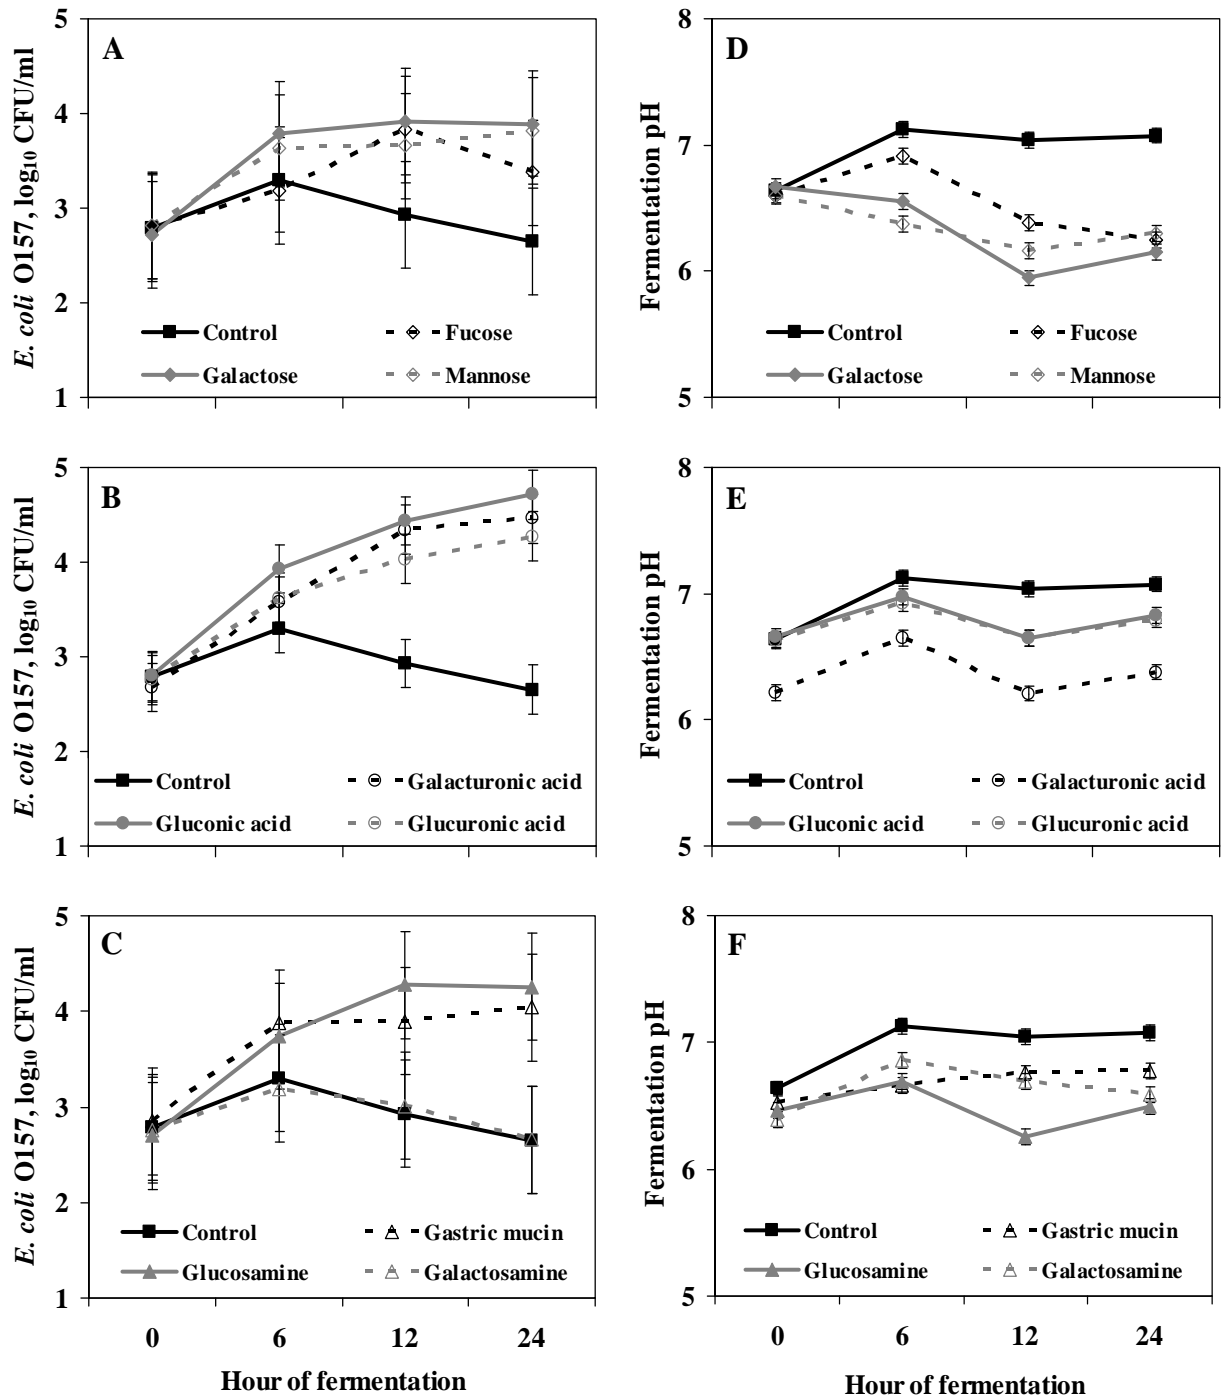 A
E. coli O157, log₁₀ CFU/ml
5
4
3
2
1
Control
Fucose
Galactose
Mannose
D
Fermentation pH
8
7
6
5
Control
Fucose
Galactose
Mannose
B
E. coli O157, log₁₀ CFU/ml
5
4
3
2
1
Control
Galacturonic acid
Gluconic acid
Glucuronic acid
E
Fermentation pH
8
7
6
5
Control
Galacturonic acid
Gluconic acid
Glucuronic acid
C
E. coli O157, log₁₀ CFU/ml
5
4
3
2
1
Control
Gastric mucin
Glucosamine
Galactosamine
0 6 12 24
Hour of fermentation
F
Fermentation pH
8
7
6
5
Control
Gastric mucin
Glucosamine
Galactosamine
0 6 12 24
Hour of fermentation